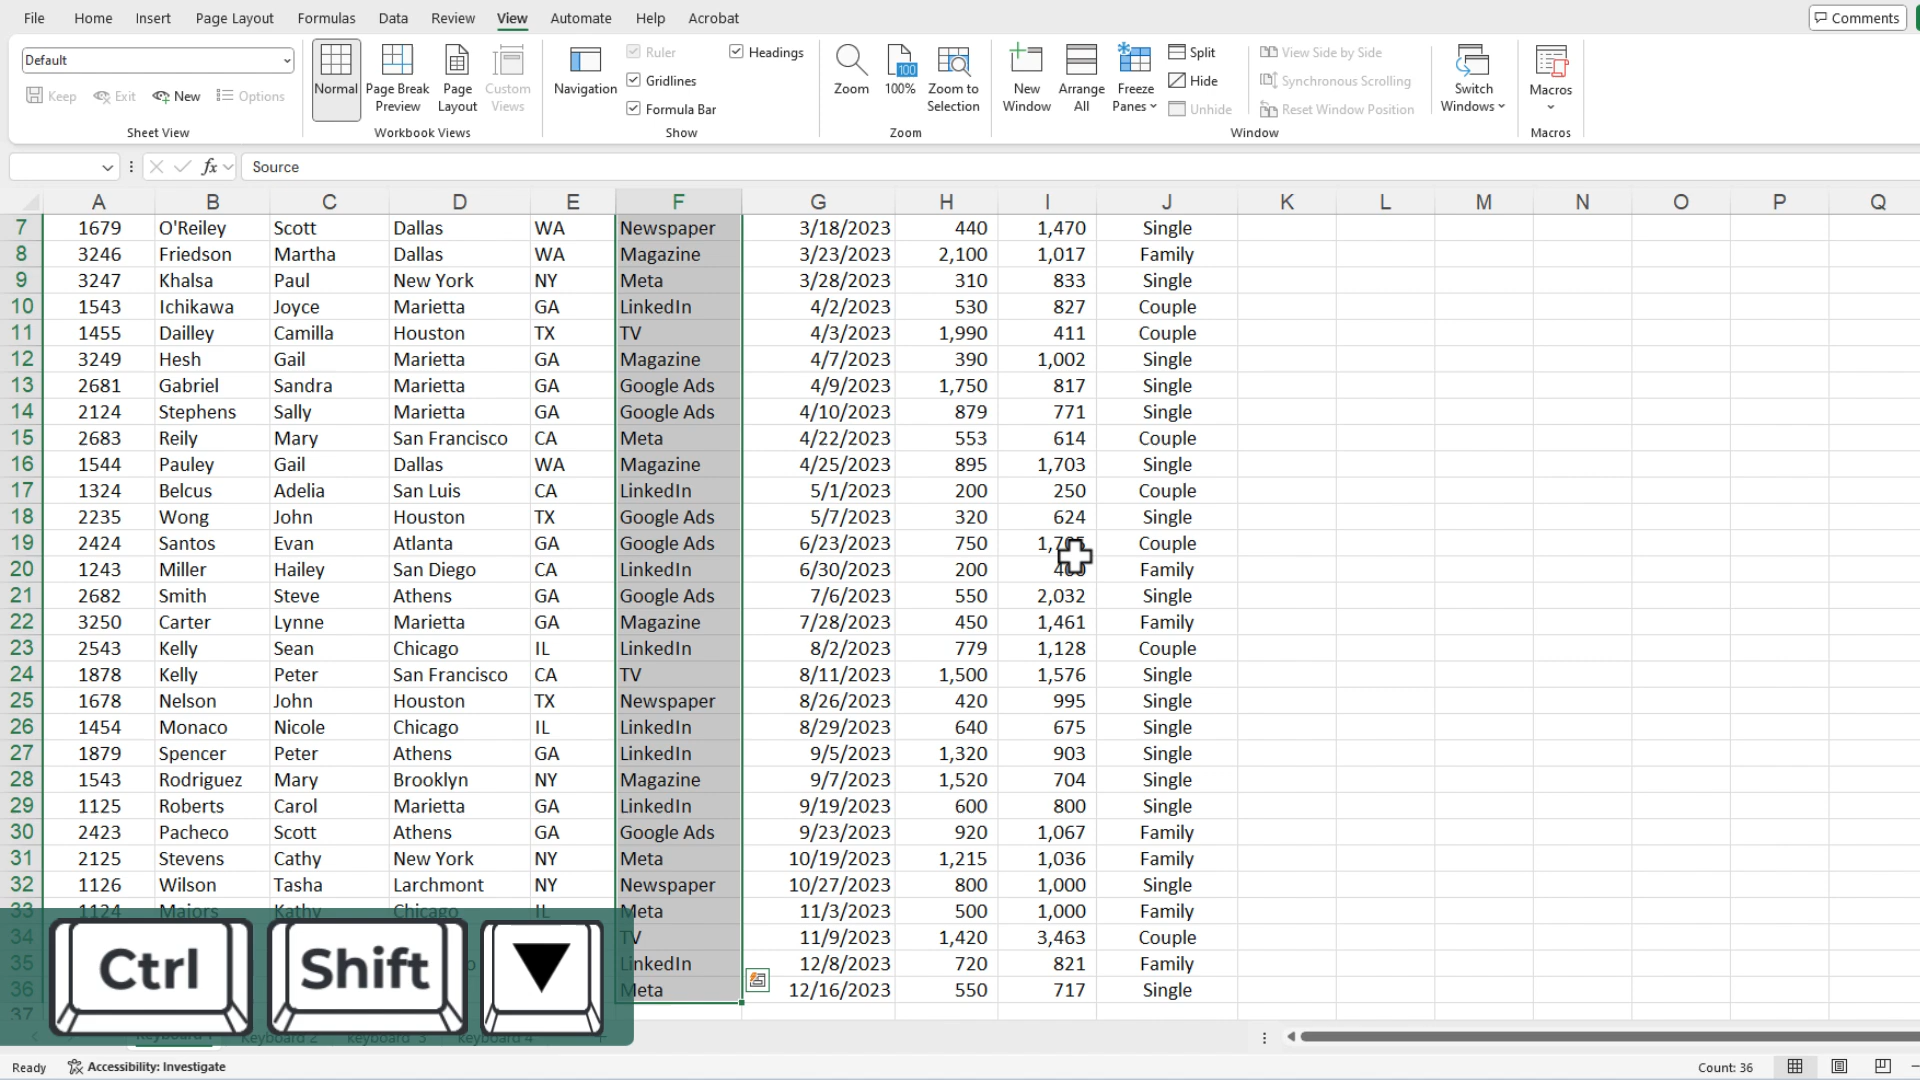 File Home Insert Page Layout Formulas Data Review View Automate Help Acrobat Comments
Default
Keep Exit New Options
Sheet View
Normal Page Break Preview Page Layout Custom Views
Workbook Views
Navigation Ruler Headings
Gridlines
Formula Bar
Show
Zoom 100 100% Zoom to Selection
Zoom
New Window Arrange All Freeze Panes Split
Hide
Unhide
View Side by Side
Synchronous Scrolling
Reset Window Position
Switch Windows
Window
Macros
Macros
fx Source
A B C D E F G H I J K L M N O P Q
7 1679 O'Reiley Scott Dallas WA Newspaper 3/18/2023 440 1,470 Single
8 3246 Friedson Martha Dallas WA Magazine 3/23/2023 2,100 1,017 Family
9 3247 Khalsa Paul New York NY Meta 3/28/2023 310 833 Single
10 1543 Ichikawa Joyce Marietta GA LinkedIn 4/2/2023 530 827 Couple
11 1455 Dailley Camilla Houston TX TV 4/3/2023 1,990 411 Couple
12 3249 Hesh Gail Marietta GA Magazine 4/7/2023 390 1,002 Single
13 2681 Gabriel Sandra Marietta GA Google Ads 4/9/2023 1,750 817 Single
14 2124 Stephens Sally Marietta GA Google Ads 4/10/2023 879 771 Single
15 2683 Reily Mary San Francisco CA Meta 4/22/2023 553 614 Couple
16 1544 Pauley Gail Dallas WA Magazine 4/25/2023 895 1,703 Single
17 1324 Belcus Adelia San Luis CA LinkedIn 5/1/2023 200 250 Couple
18 2235 Wong John Houston TX Google Ads 5/7/2023 320 624 Single
19 2424 Santos Evan Atlanta GA Google Ads 6/23/2023 750 Couple
20 1243 Miller Hailey San Diego CA LinkedIn 6/30/2023 200 Family
21 2682 Smith Steve Athens GA Google Ads 7/6/2023 550 2,032 Single
22 3250 Carter Lynne Marietta GA Magazine 7/28/2023 450 1,461 Family
23 2543 Kelly Sean Chicago IL LinkedIn 8/2/2023 779 1,128 Couple
24 1878 Kelly Peter San Francisco CA TV 8/11/2023 1,500 1,576 Single
25 1678 Nelson John Houston TX Newspaper 8/26/2023 420 995 Single
26 1454 Monaco Nicole Chicago IL LinkedIn 8/29/2023 640 675 Single
27 1879 Spencer Peter Athens GA LinkedIn 9/5/2023 1,320 903 Single
28 1543 Rodriguez Mary Brooklyn NY Magazine 9/7/2023 1,520 704 Single
29 1125 Roberts Carol Marietta GA LinkedIn 9/19/2023 600 800 Single
30 2423 Pacheco Scott Athens GA Google Ads 9/23/2023 920 1,067 Family
31 2125 Stevens Cathy New York NY Meta 10/19/2023 1,215 1,036 Family
32 1126 Wilson Tasha Larchmont NY Newspaper 10/27/2023 800 1,000 Single
33 1124 Majors Kathy Chicago IL Meta 11/3/2023 500 1,000 Family
34 TV 11/9/2023 1,420 3,463 Couple
35 LinkedIn 12/8/2023 720 821 Family
36 Meta 12/16/2023 550 717 Single
37
Ctrl Shift
Keyboard 1 Keyboard 2 keyboard 3 keyboard 4
Ready Accessibility: Investigate Count: 36